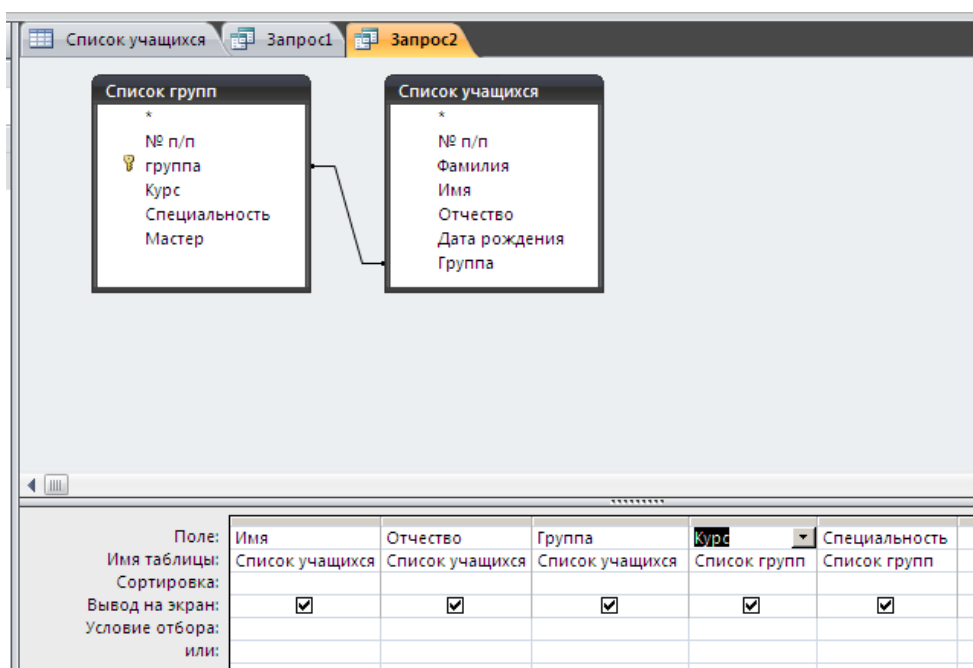 Список учащихся Запрос1 Запрос2
Список групп
*
№ п/п
группа
Курс
Специальность
Мастер
Список учащихся
*
№ п/п
Фамилия
Имя
Отчество
Дата рождения
Группа
Поле: Имя Отчество Группа Курс Специальность
Имя таблицы: Список учащихся Список учащихся Список учащихся Список групп Список групп
Сортировка:
Вывод на экран:
Условие отбора:
или: